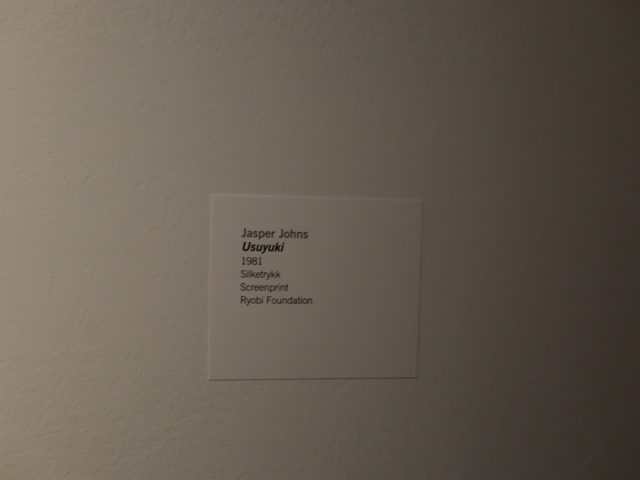 Jasper Johns
Usuyuki
1981
Silketrykk
Screenprint
Ryobi Foundation